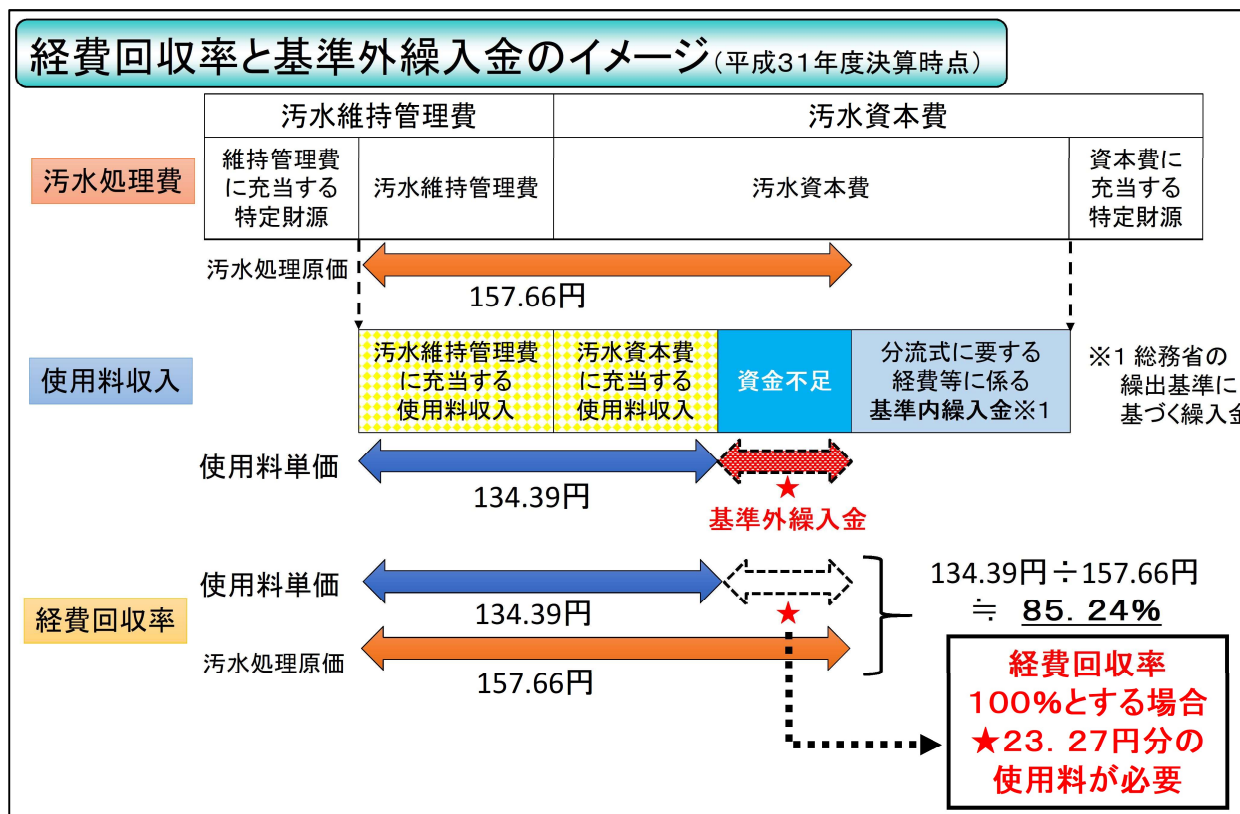 経費回収率と基準外繰入金のイメージ(平成31年度決算時点)
汚水維持管理費
汚水資本費
汚水処理費
維持管理費
に充当する
特定財源
汚水維持管理費
汚水資本費
資本費に
充当する
特定財源
汚水処理原価
157.66円
使用料収入
汚水維持管理費
に充当する
使用料収入
汚水資本費
に充当する
使用料収入
資金不足
分流式に要する
経費等に係る
基準内繰入金※1
※1 総務省の
繰出基準に
基づく繰入金
使用料単価
134.39円
★
基準外繰入金
経費回収率
使用料単価
134.39円
★
汚水処理原価
157.66円
134.39円÷157.66円
≒ 85.24%
経費回収率
100%とする場合
★23.27円分の
使用料が必要